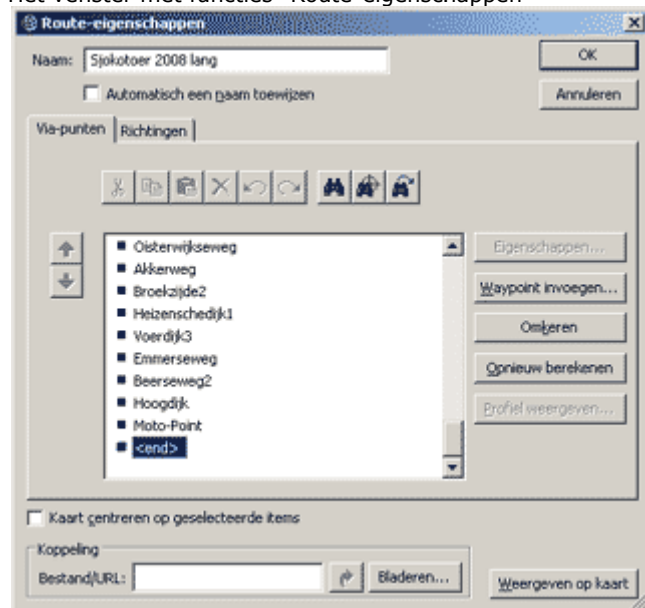 Het venster met functies "Route-eigenschappen"
Route-eigenschappen
Naam: Sjokotoer 2008 lang
OK
Automatisch een naam toewijzen
Annuleren
Via-punten Richtingen
Oisterwijkseweg
Akkerweg
Broekzijde2
Heizenschedijk1
Voerdijk3
Emmerseweg
Beerseweg2
Hoogdijk
Moto-Point
<end>
Eigenschappen...
Waypoint invoegen...
Omkeren
Opnieuw berekenen
Profiel weergeven...
Kaart centreren op geselecteerde items
Koppeling
Bestand/URL:
Bladeren...
Weergeven op kaart